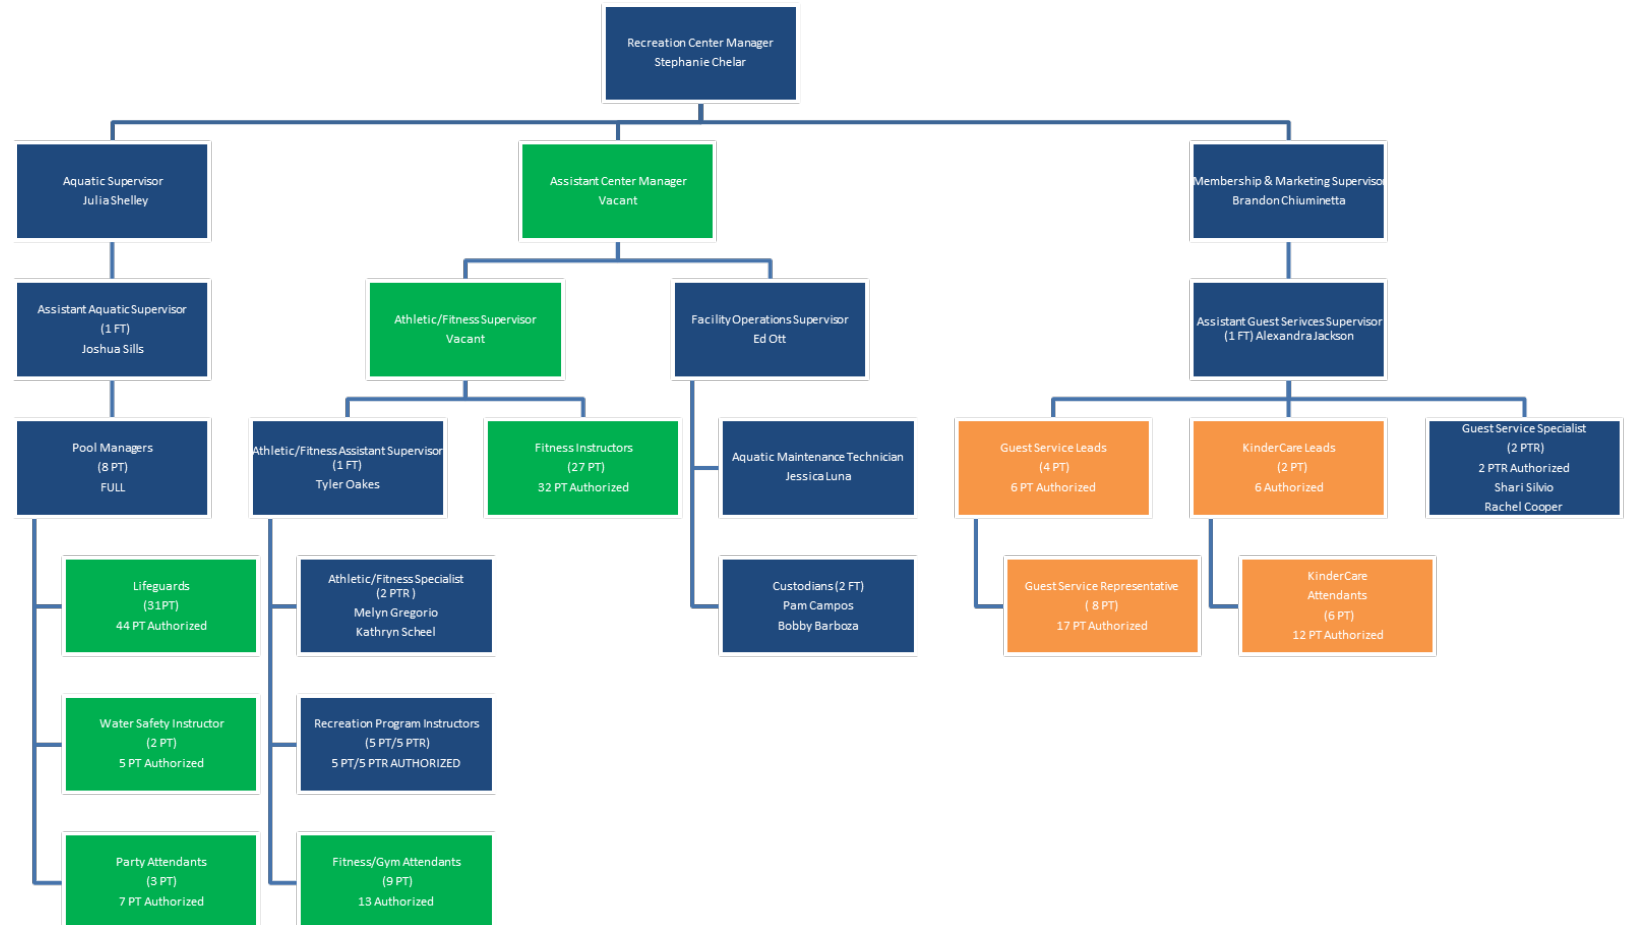 Recreation Center Manager
Stephanie Chelar
Aquatic Supervisor
Julia Shelley
Assistant Center Manager
Vacant
Membership & Marketing Supervisor
Brandon Chiuminetta
Assistant Aquatic Supervisor
(1 FT)
Joshua Sills
Athletic/Fitness Supervisor
Vacant
Facility Operations Supervisor
Ed Ott
Assistant Guest Serivces Supervisor
(1 FT) Alexandra Jackson
Pool Managers
(8 PT)
FULL
Athletic/Fitness Assistant Supervisor
(1 FT)
Tyler Oakes
Fitness Instructors
(27 PT)
32 PT Authorized
Aquatic Maintenance Technician
Jessica Luna
Guest Service Leads
(4 PT)
6 PT Authorized
KinderCare Leads
(2 PT)
6 Authorized
Guest Service Specialist
(2 PTR)
2 PTR Authorized
Shari Silvio
Rachel Cooper
Lifeguards
(31PT)
44 PT Authorized
Athletic/Fitness Specialist
(2 PTR )
Melyn Gregorio
Kathryn Scheel
Custodians (2 FT)
Pam Campos
Bobby Barboza
Guest Service Representative
( 8 PT)
17 PT Authorized
KinderCare
Attendants
(6 PT)
12 PT Authorized
Water Safety Instructor
(2 PT)
5 PT Authorized
Recreation Program Instructors
(5 PT/5 PTR)
5 PT/5 PTR AUTHORIZED
Party Attendants
(3 PT)
7 PT Authorized
Fitness/Gym Attendants
(9 PT)
13 Authorized